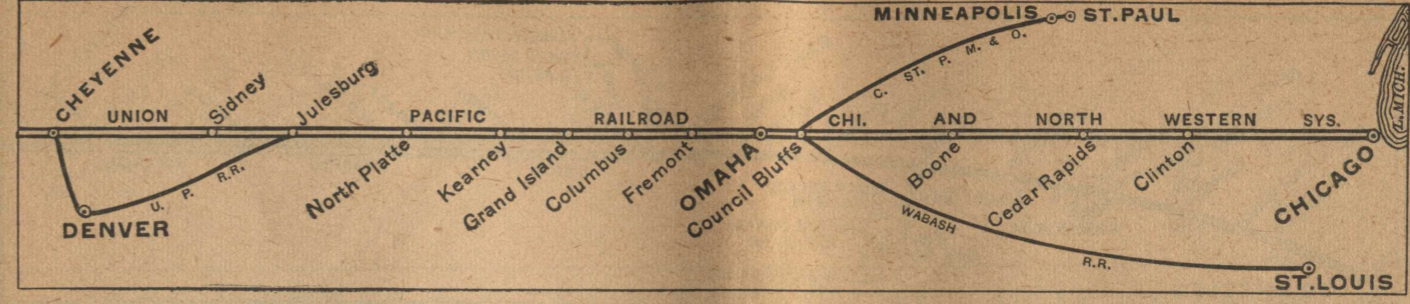 MINNEAPOLIS ST.PAUL
C. ST. P. M. & O.
CHEYENNE
Sidney
Julesburg
UNION PACIFIC RAILROAD
CHI. AND NORTH WESTERN SYS.
L. MICH.
North Platte
Kearney
Grand Island
Columbus
Fremont
OMAHA
Council Bluffs
Boone
Cedar Rapids
Clinton
CHICAGO
U. P. R.R.
DENVER
WABASH R.R.
ST.LOUIS